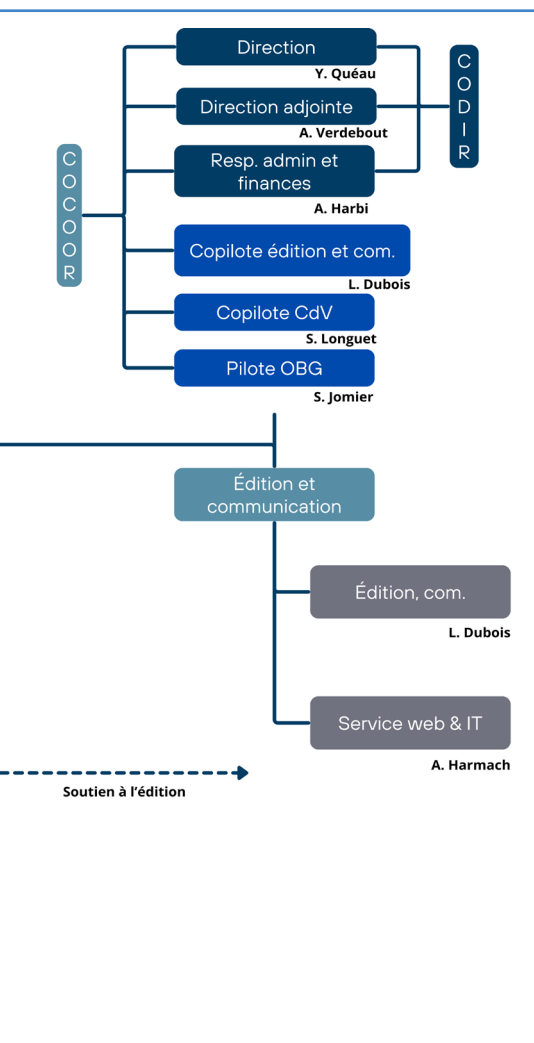 Direction
Y. Quéau
C
O
D
I
R
Direction adjointe
A. Verdebout
C
O
C
O
O
R
Resp. admin et
finances
A. Harbi
Copilote édition et com.
L. Dubois
Copilote CdV
S. Longuet
Pilote OBG
S. Jomier
Édition et
communication
Édition, com.
L. Dubois
Service web & IT
A. Harmach
Soutien à l’édition